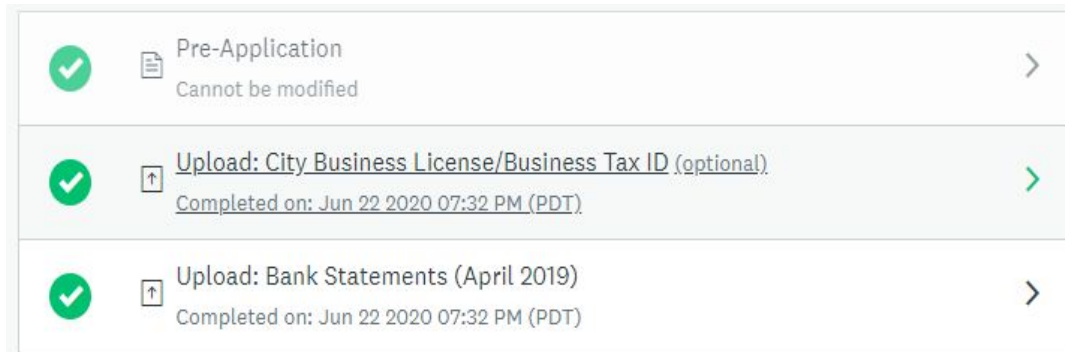 Pre-Application
Cannot be modified
Upload: City Business License/Business Tax ID (optional)
Completed on: Jun 22 2020 07:32 PM (PDT)
Upload: Bank Statements (April 2019)
Completed on: Jun 22 2020 07:32 PM (PDT)